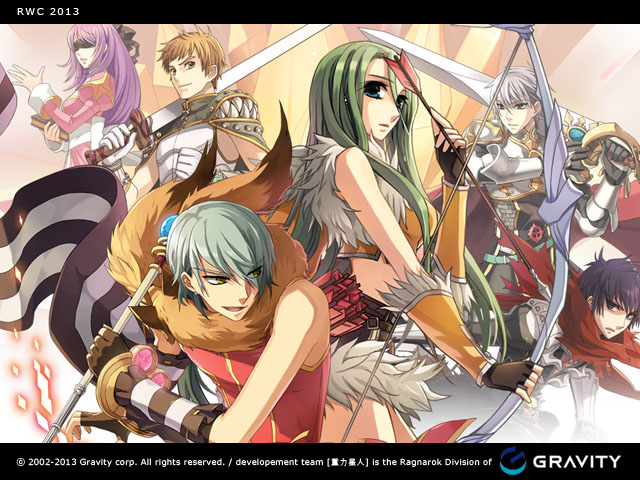 RWC 2013
© 2002-2013 Gravity corp. All rights reserved. / developement team [重力星人] is the Ragnarok Division of GRAVITY